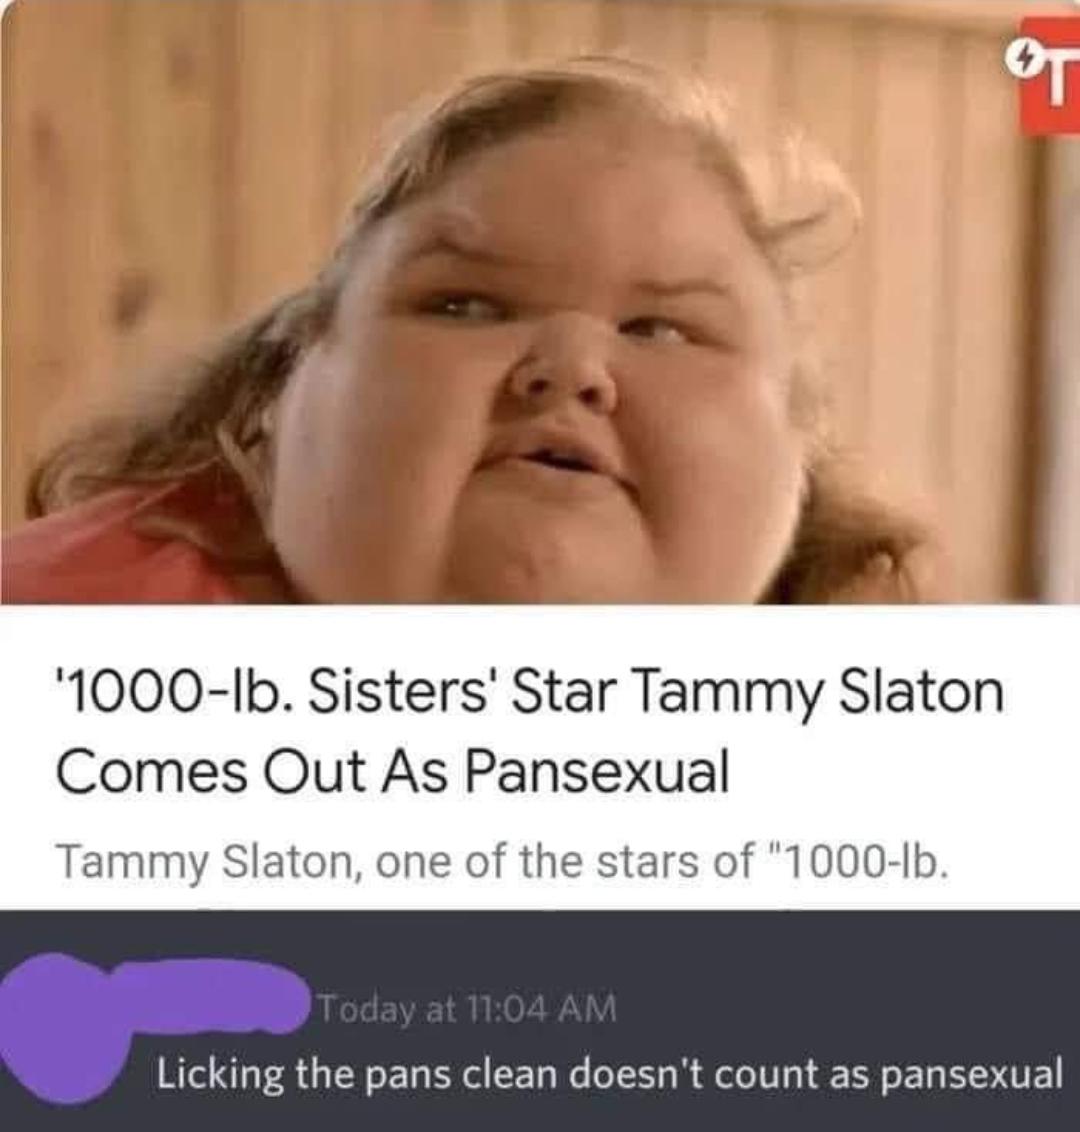 T
'1000-lb. Sisters' Star Tammy Slaton
Comes Out As Pansexual
Tammy Slaton, one of the stars of "1000-lb.
Today at 11:04 AM
Licking the pans clean doesn't count as pansexual